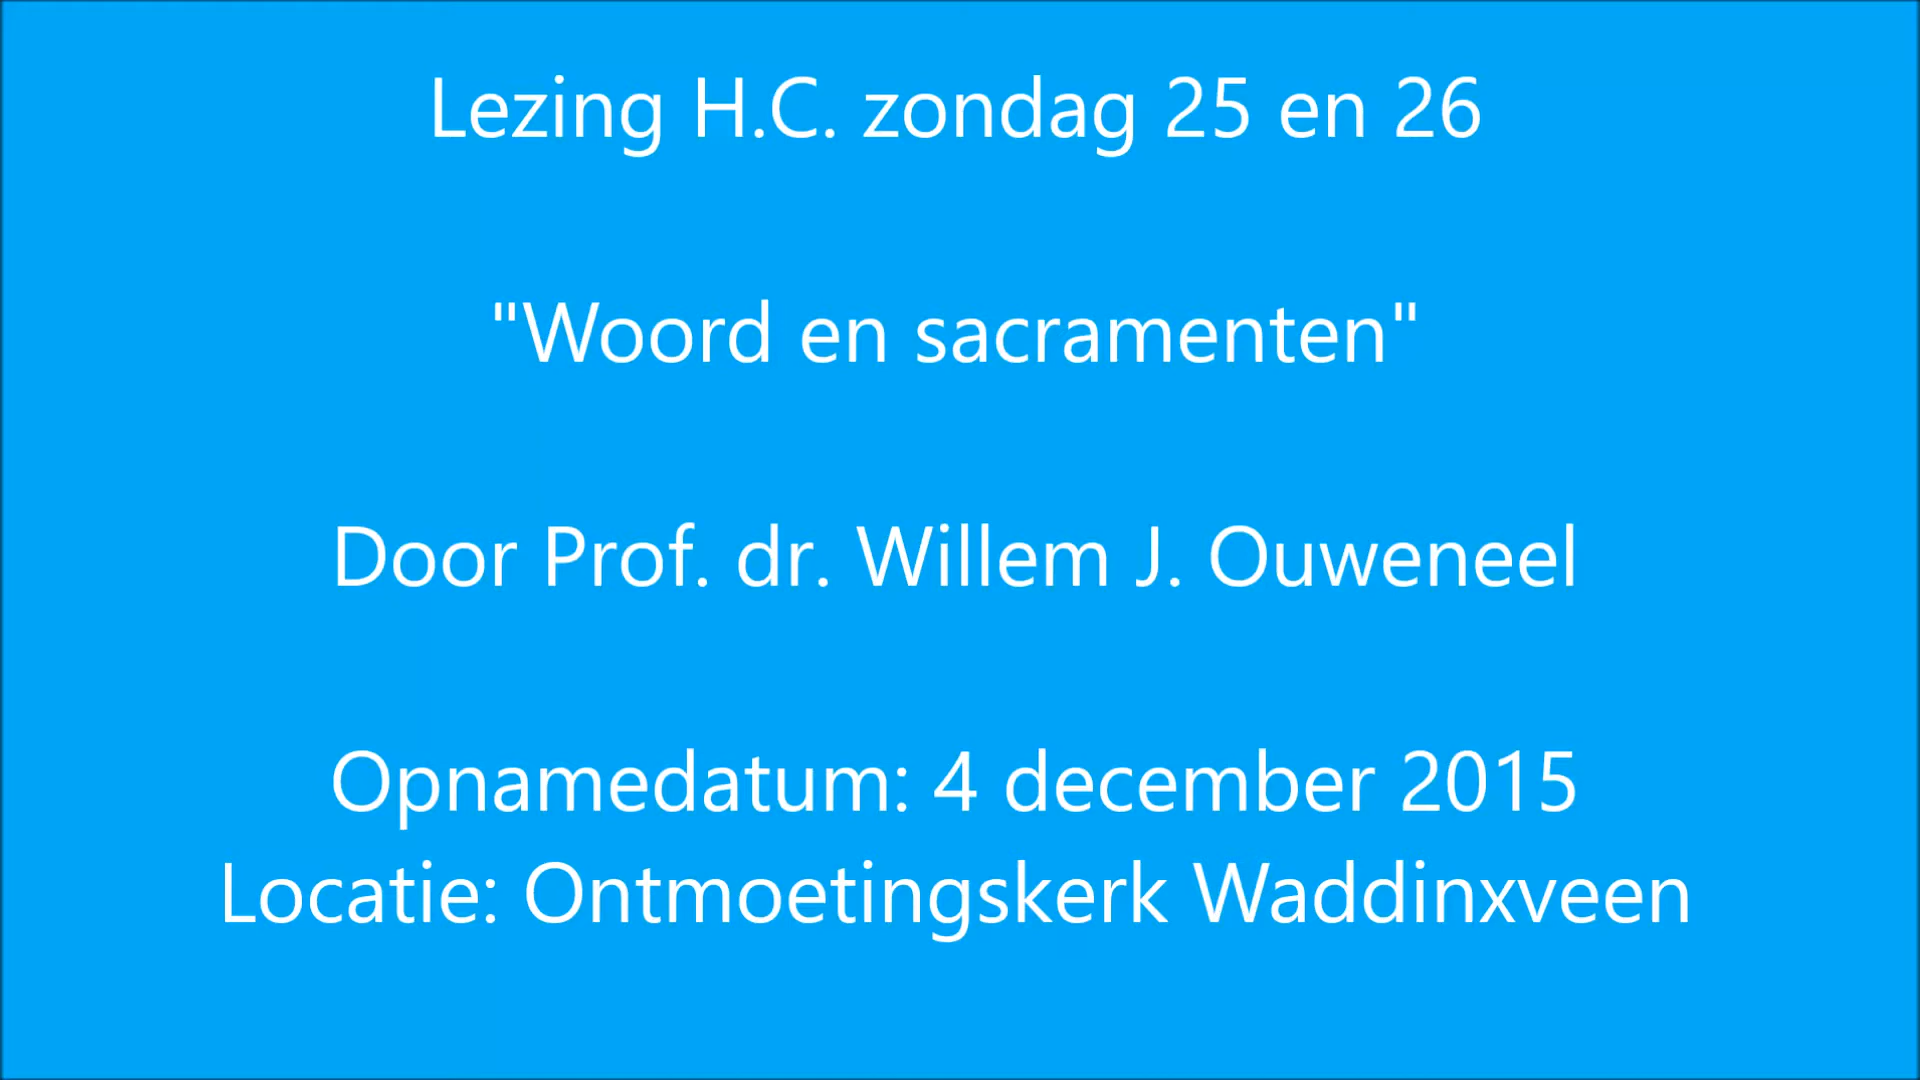 Lezing H.C. zondag 25 en 26
"Woord en sacramenten"
Door Prof. dr. Willem J. Ouweneel
Opnamedatum: 4 december 2015
Locatie: Ontmoetingskerk Waddinxveen